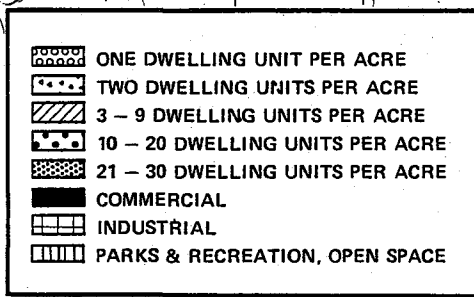 ONE DWELLING UNIT PER ACRE
TWO DWELLING UNITS PER ACRE
3 – 9 DWELLING UNITS PER ACRE
10 – 20 DWELLING UNITS PER ACRE
21 – 30 DWELLING UNITS PER ACRE
COMMERCIAL
INDUSTRIAL
PARKS & RECREATION, OPEN SPACE